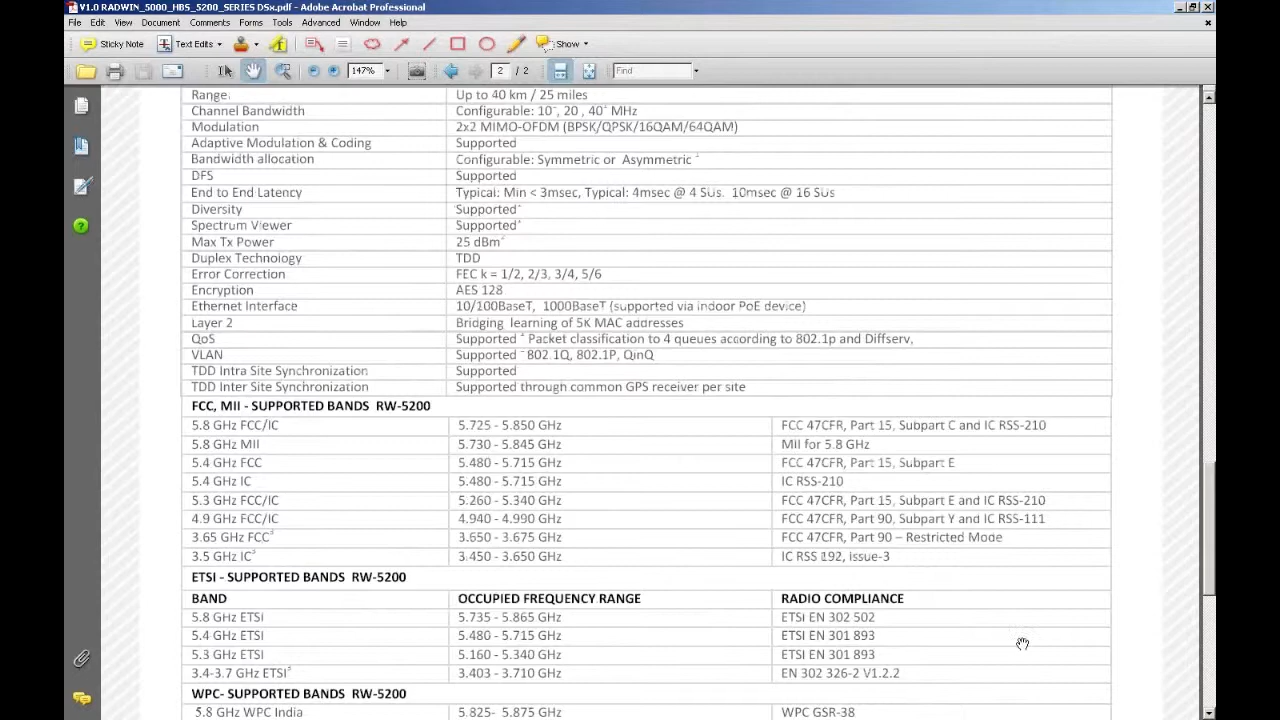 V1.0 RADWIN_5000_HBS_5200_SERIES DSx.pdf - Adobe Acrobat Professional
File Edit View Document Comments Forms Tools Advanced Window Help
Sticky Note Text Edits Show
147% 2 / 2 Find
Range. Up to 40 km / 25 miles
Channel Bandwidth Configurable: 10, 20 , 40 MHz
Modulation 2x2 MIMO-OFDM (BPSK/QPSK/16QAM/64QAM)
Adaptive Modulation & Coding Supported
Bandwidth allocation Configurable: Symmetric or Asymmetric
DFS Supported
End to End Latency Typical: Min < 3msec, Typical: 4msec @ 4 SUs. 10msec @ 16 SUs
Diversity Supported
Spectrum Viewer Supported
Max Tx Power 25 dBm
Duplex Technology TDD
Error Correction FEC k = 1/2, 2/3, 3/4, 5/6
Encryption AES 128
Ethernet Interface 10/100BaseT, 1000BaseT (supported via indoor PoE device)
Layer 2 Bridging learning of 5K MAC addresses
QoS Supported Packet classification to 4 queues according to 802.1p and Diffserv,
VLAN Supported 802.1Q, 802.1P, QinQ
TDD Intra Site Synchronization Supported
TDD Inter Site Synchronization Supported through common GPS receiver per site
FCC, MII - SUPPORTED BANDS RW-5200
5.8 GHz FCC/IC 5.725 - 5.850 GHz FCC 47CFR, Part 15, Subpart C and IC RSS-210
5.8 GHz MII 5.730 - 5.845 GHz MII for 5.8 GHz
5.4 GHz FCC 5.480 - 5.715 GHz FCC 47CFR, Part 15, Subpart E
5.4 GHz IC 5.480 - 5.715 GHz IC RSS-210
5.3 GHz FCC/IC 5.260 - 5.340 GHz FCC 47CFR, Part 15, Subpart E and IC RSS-210
4.9 GHz FCC/IC 4.940 - 4.990 GHz FCC 47CFR, Part 90, Subpart Y and IC RSS-111
3.65 GHz FCC³ 3.650 - 3.675 GHz FCC 47CFR, Part 90 – Restricted Mode
3.5 GHz IC³ 3.450 - 3.650 GHz IC RSS 192, issue-3
ETSI - SUPPORTED BANDS RW-5200
BAND OCCUPIED FREQUENCY RANGE RADIO COMPLIANCE
5.8 GHz ETSI 5.735 - 5.865 GHz ETSI EN 302 502
5.4 GHz ETSI 5.480 - 5.715 GHz ETSI EN 301 893
5.3 GHz ETSI 5.160 - 5.340 GHz ETSI EN 301 893
3.4-3.7 GHz ETSI³ 3.403 - 3.710 GHz EN 302 326-2 V1.2.2
WPC- SUPPORTED BANDS RW-5200
5.8 GHz WPC India 5.825- 5.875 GHz WPC GSR-38